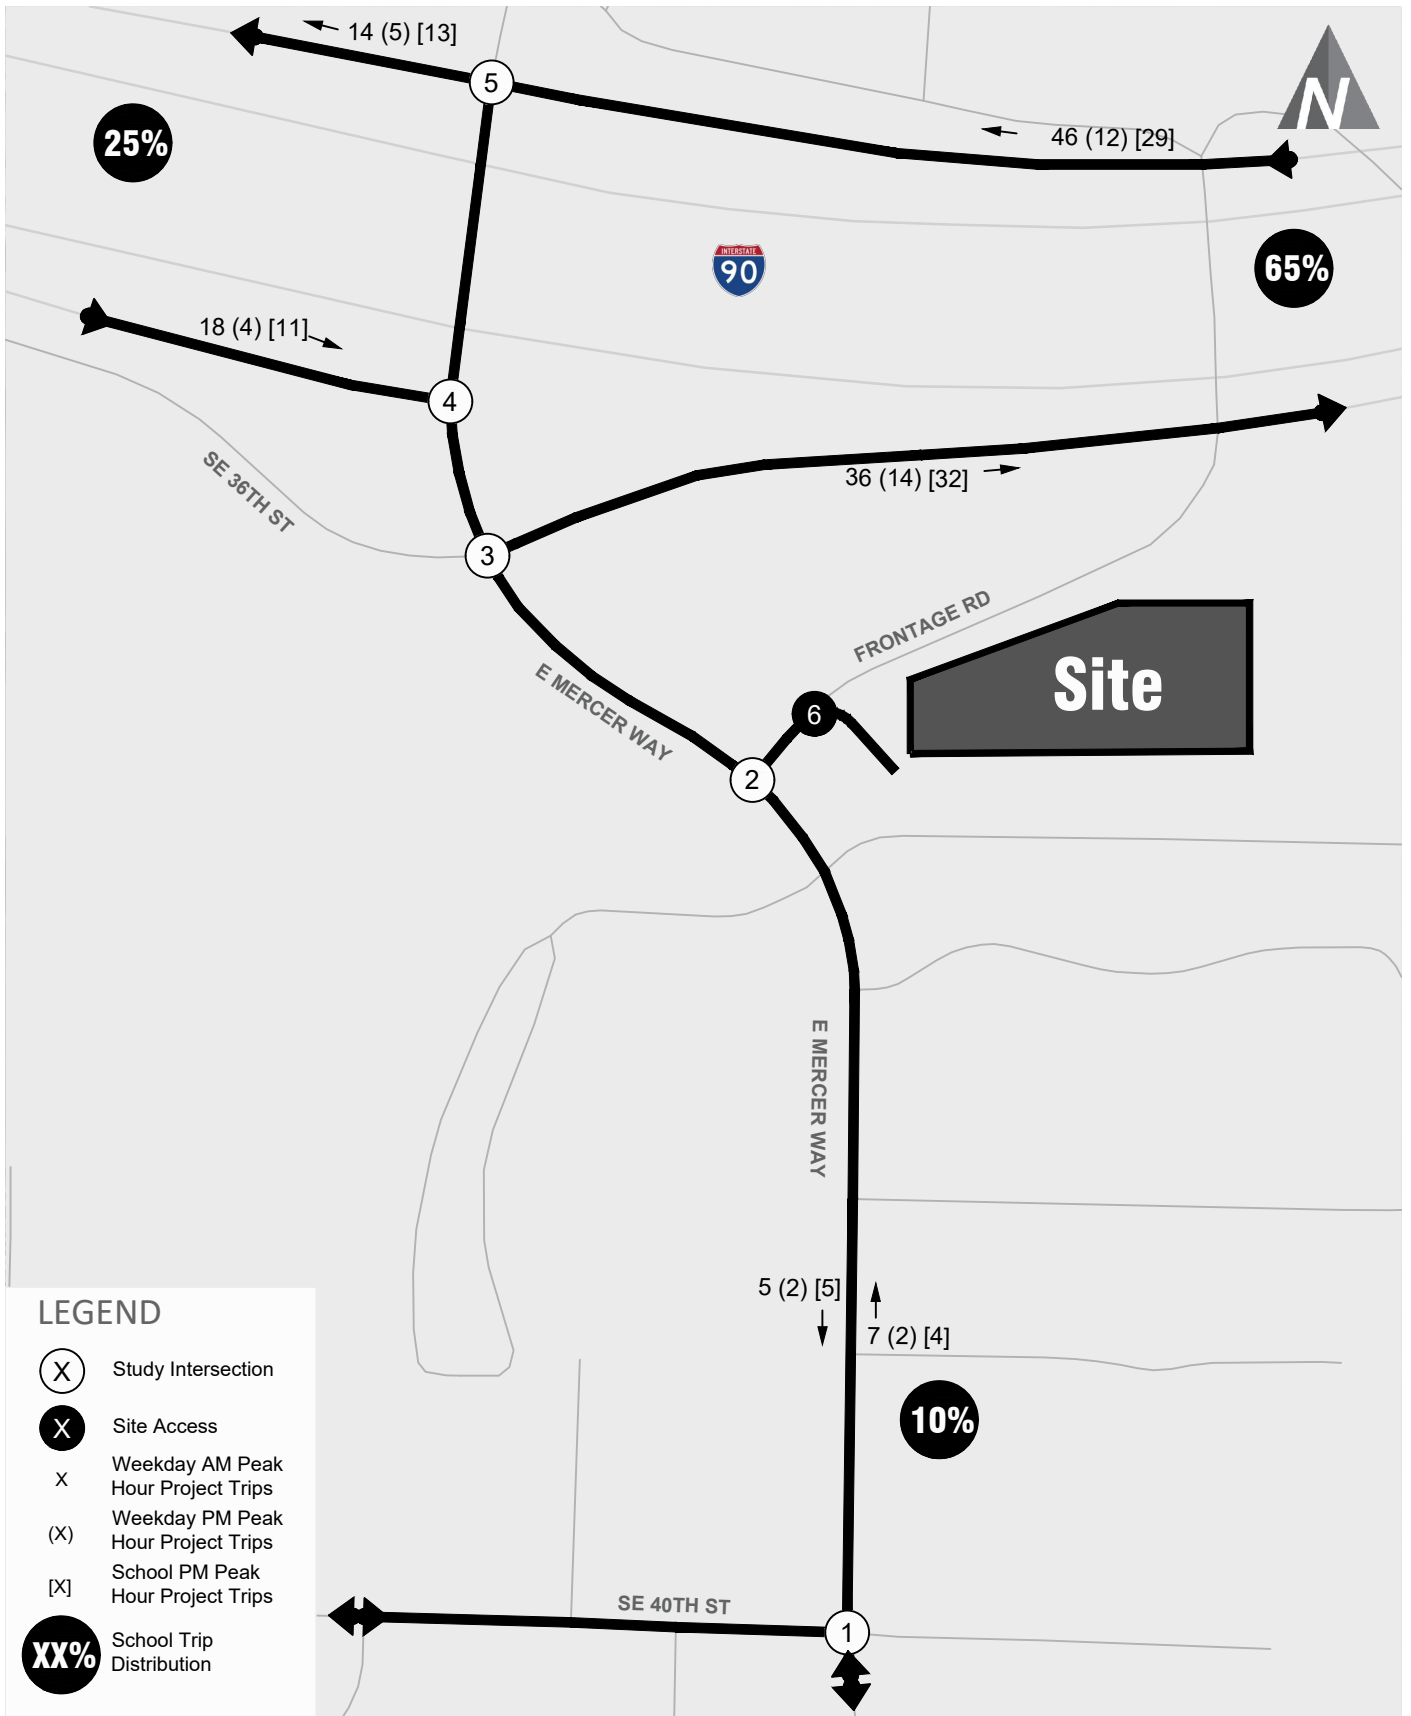 14 (5) [13]
5
N
46 (12) [29]
25%
INTERSTATE
90
65%
18 (4) [11]
4
36 (14) [32]
SE 36TH ST
3
FRONTAGE RD
Site
E MERCER WAY
6
2
E MERCER WAY
5 (2) [5]
7 (2) [4]
10%
SE 40TH ST
1
LEGEND
X Study Intersection
X Site Access
X Weekday AM Peak
Hour Project Trips
(X) Weekday PM Peak
Hour Project Trips
[X] School PM Peak
Hour Project Trips
XX% School Trip
Distribution